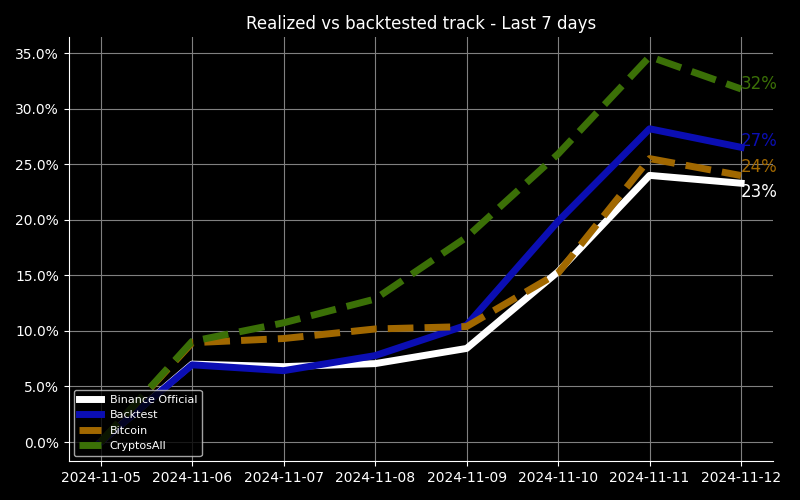 Realized vs backtested track - Last 7 days
35.0%
30.0%
25.0%
20.0%
15.0%
10.0%
5.0%
0.0%
32%
27%
24%
23%
Binance Official
Backtest
Bitcoin
CryptosAll
2024-11-05 2024-11-06 2024-11-07 2024-11-08 2024-11-09 2024-11-10 2024-11-11 2024-11-12